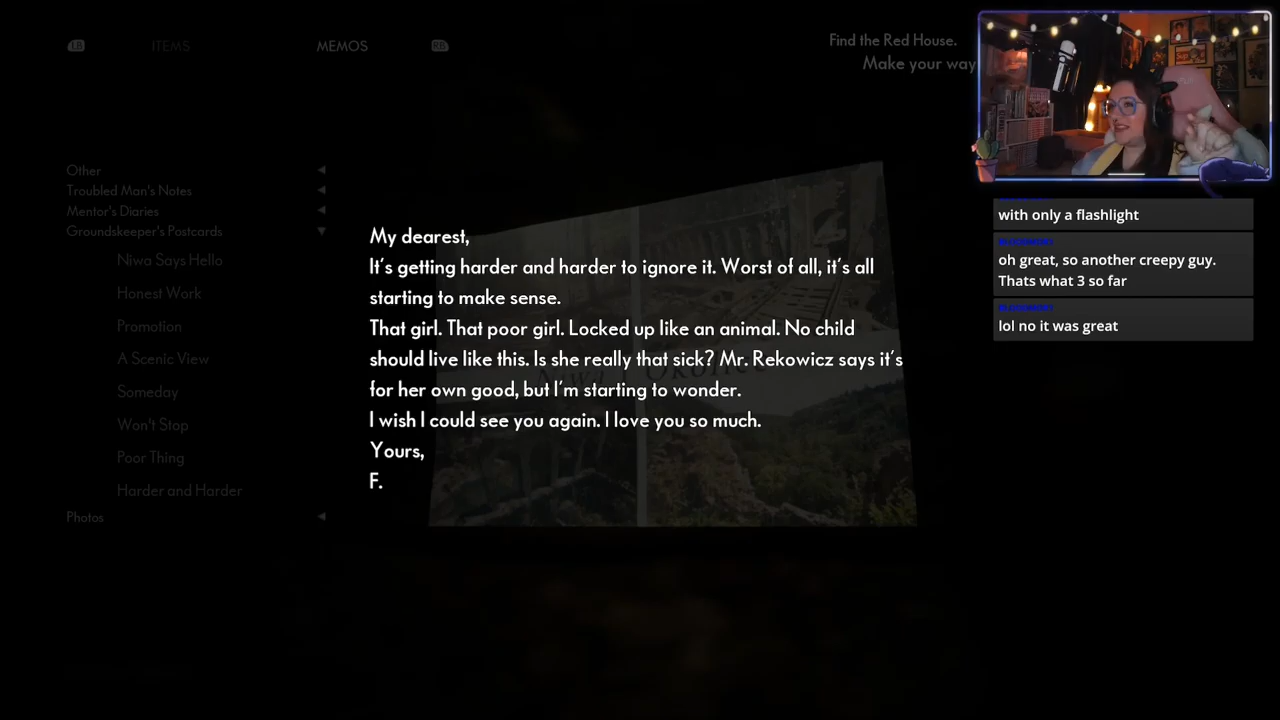 LB
ITEMS
MEMOS
RB
Find the Red House.
Make your way
Other
Troubled Man's Notes
Mentor's Diaries
Groundskeeper's Postcards
Niwa Says Hello
Honest Work
Promotion
A Scenic View
Someday
Won't Stop
Poor Thing
Harder and Harder
Photos
My dearest,
It's getting harder and harder to ignore it. Worst of all, it's all
starting to make sense.
That girl. That poor girl. Locked up like an animal. No child
should live like this. Is she really that sick? Mr. Rekowicz says it's
for her own good, but I'm starting to wonder.
I wish I could see you again. I love you so much.
Yours,
F.
with only a flashlight
oh great, so another creepy guy.
Thats what 3 so far
lol no it was great